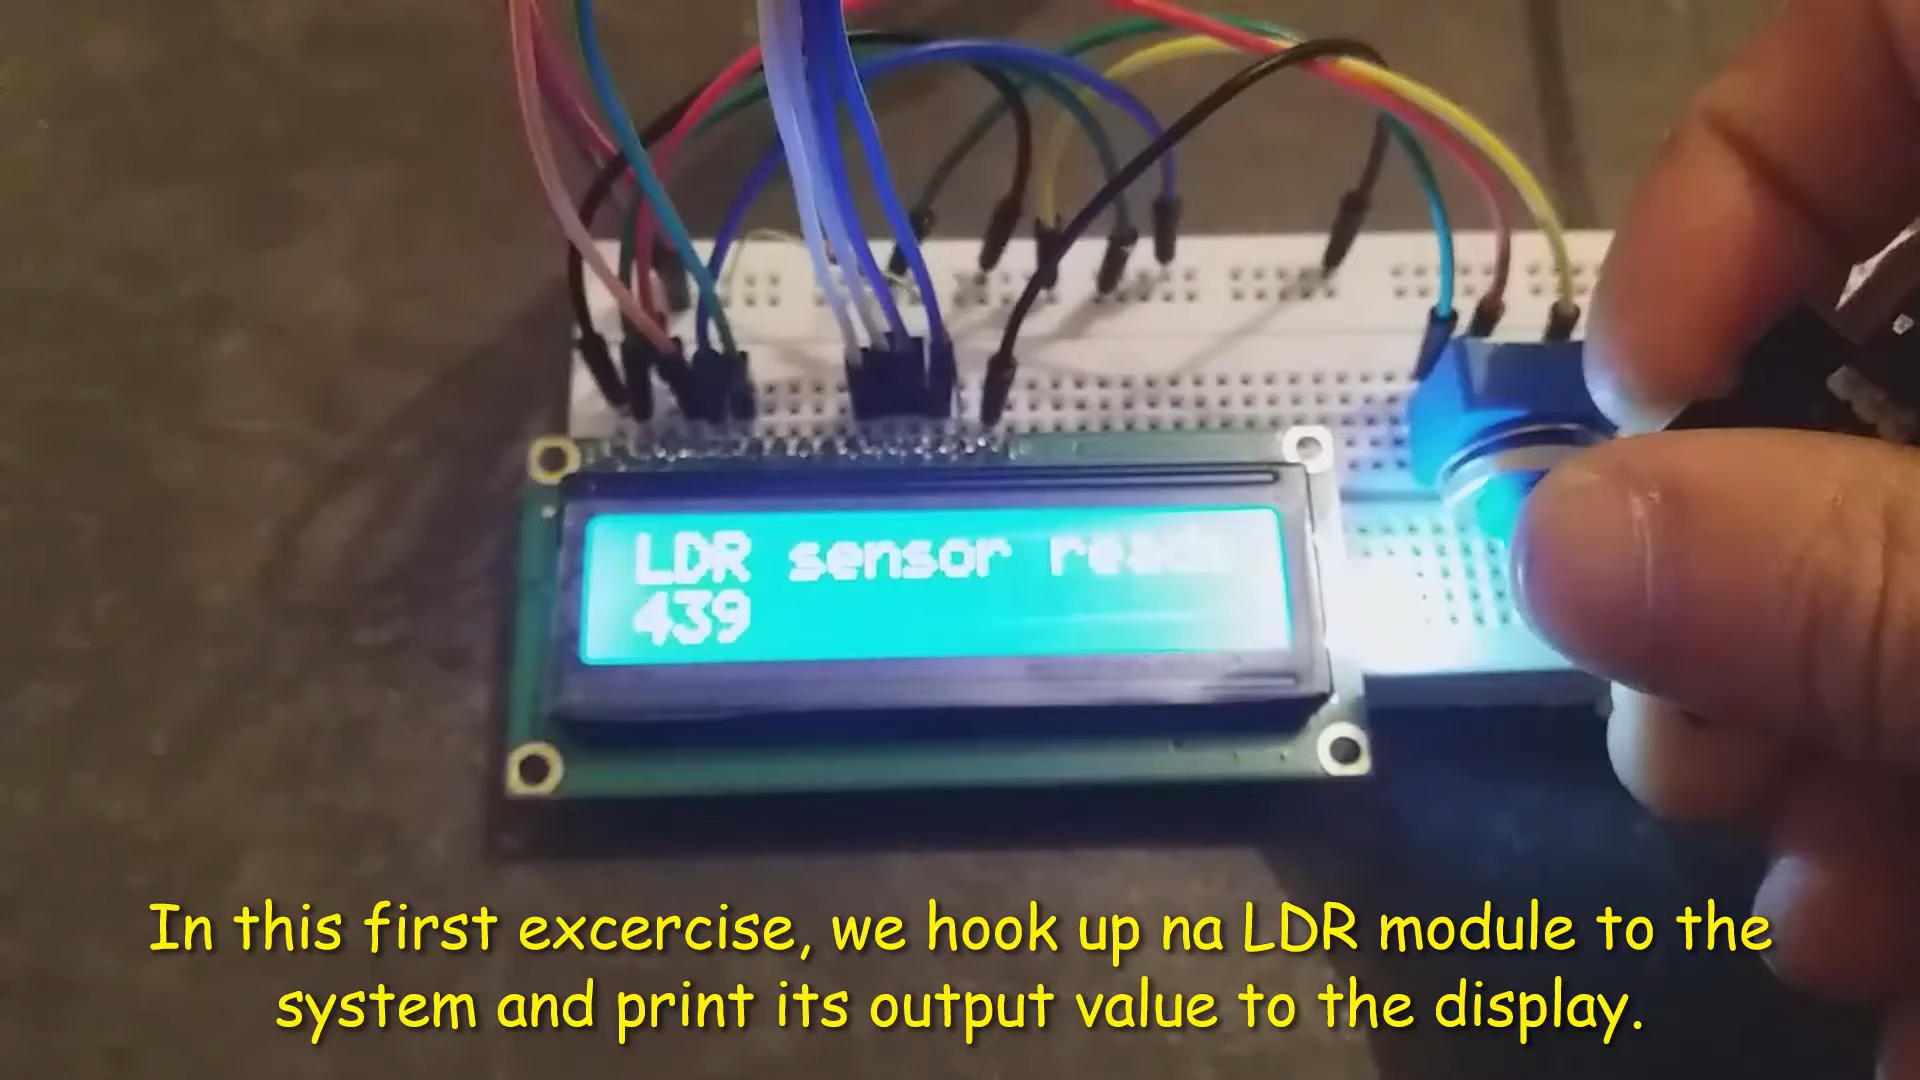 LDR sensor read
439
In this first excercise, we hook up na LDR module to the
system and print its output value to the display.